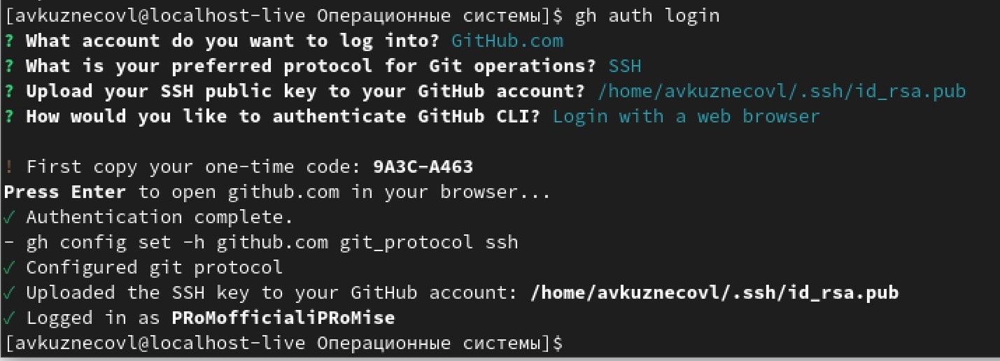 [avkuznecovl@localhost-live Операционные системы]$ gh auth login
? What account do you want to log into? GitHub.com
? What is your preferred protocol for Git operations? SSH
? Upload your SSH public key to your GitHub account? /home/avkuznecovl/.ssh/id_rsa.pub
? How would you like to authenticate GitHub CLI? Login with a web browser
! First copy your one-time code: 9A3C-A463
Press Enter to open github.com in your browser...
✓ Authentication complete.
- gh config set -h github.com git_protocol ssh
✓ Configured git protocol
✓ Uploaded the SSH key to your GitHub account: /home/avkuznecovl/.ssh/id_rsa.pub
✓ Logged in as PRoMofficialiPRoMise
[avkuznecovl@localhost-live Операционные системы]$